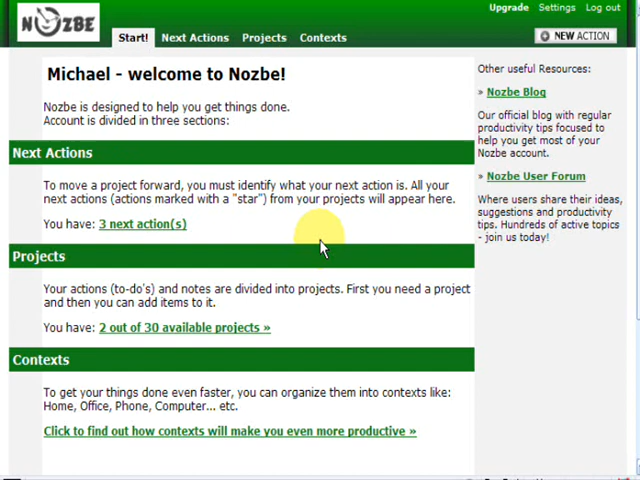 NOZBE
Upgrade Settings Log out
Start! Next Actions Projects Contexts
NEW ACTION
Michael - welcome to Nozbe!
Nozbe is designed to help you get things done.
Account is divided in three sections:
Next Actions
To move a project forward, you must identify what your next action is. All your
next actions (actions marked with a "star") from your projects will appear here.
You have: 3 next action(s)
Projects
Your actions (to-do's) and notes are divided into projects. First you need a project
and then you can add items to it.
You have: 2 out of 30 available projects »
Contexts
To get your things done even faster, you can organize them into contexts like:
Home, Office, Phone, Computer... etc.
Click to find out how contexts will make you even more productive »
Other useful Resources:
» Nozbe Blog
Our official blog with regular
productivity tips focused to
help you get most of your
Nozbe account.
» Nozbe User Forum
Where users share their ideas,
suggestions and productivity
tips. Hundreds of active topics
- join us today!